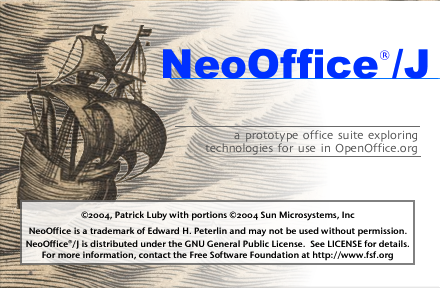 NeoOffice®/J
a prototype office suite exploring
technologies for use in OpenOffice.org
©2004, Patrick Luby with portions ©2004 Sun Microsystems, Inc
NeoOffice is a trademark of Edward H. Peterlin and may not be used without permission.
NeoOffice®/J is distributed under the GNU General Public License. See LICENSE for details.
For more information, contact the Free Software Foundation at http://www.fsf.org